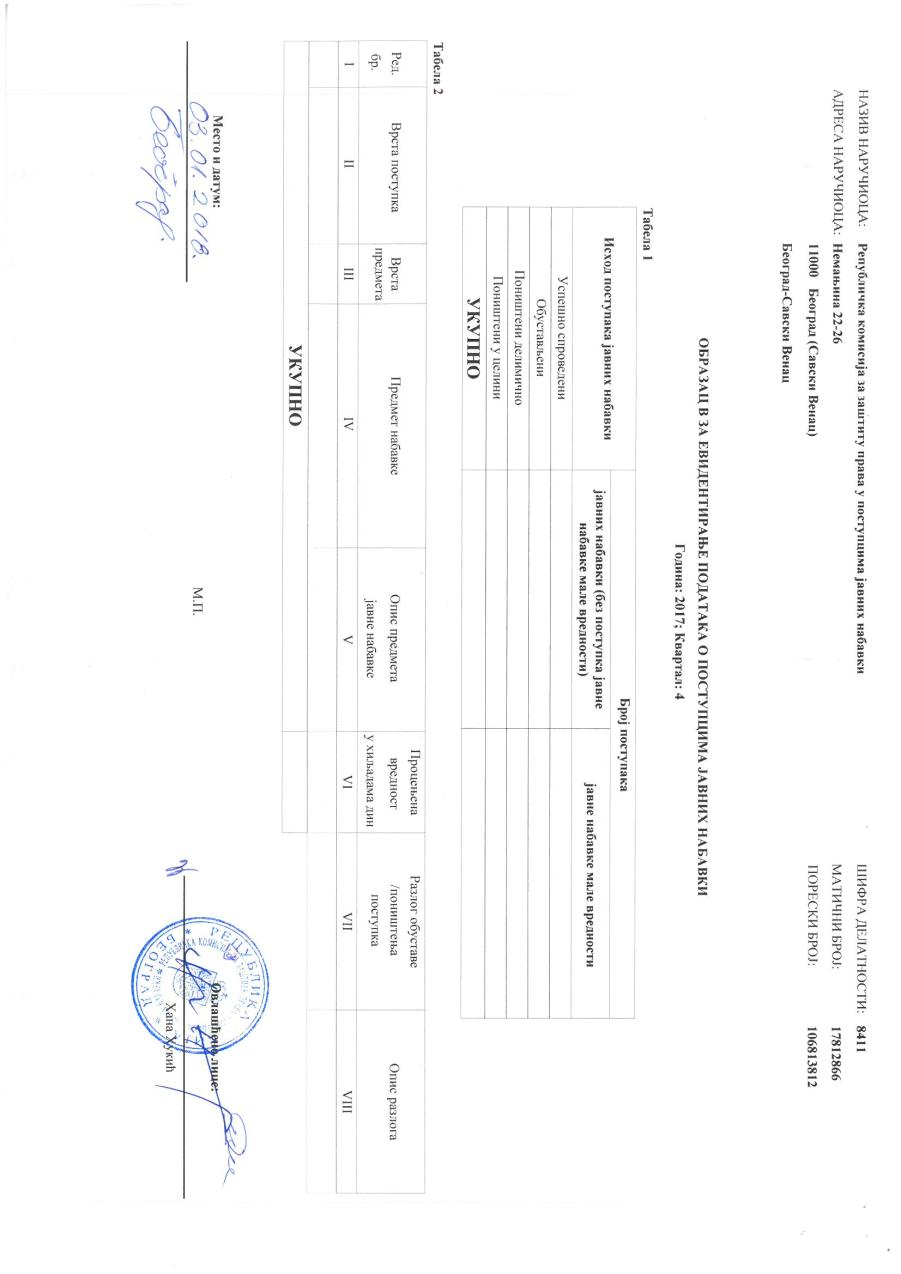 НАЗИВ НАРУЧИОЦА: Републичка комисија за заштиту права у поступцима јавних набавки ШИФРА ДЕЛАТНОСТИ: 8411
АДРЕСА НАРУЧИОЦА: Немањина 22-26 МАТИЧНИ БРОЈ: 17812866
11000 Београд (Савски Венац) ПОРЕСКИ БРОЈ: 106813812
Београд-Савски Венац
ОБРАЗАЦ В ЗА ЕВИДЕНТИРАЊЕ ПОДАТАКА О ПОСТУПЦИМА ЈАВНИХ НАБАВКИ
Година: 2017; Квартал: 4
Табела 1
Исход поступака јавних набавки
Број поступака
јавних набавки (без поступка јавне
набавке мале вредности)
јавне набавке мале вредности
Успешно спроведени
Обустављени
Поништени делимично
Поништени у целини
УКУПНО
Табела 2
Ред.
бр.
Врста поступка
Врста
предмета
Предмет набавке
Опис предмета
јавне набавке
Процењена
вредност
у хиљадама дин
Разлог обуставе
/поништења
поступка
Опис разлога
I II III IV V VI VII VIII
УКУПНО
Место и датум:
03.01.2018.
Београд.
М.П.
Овлашћено лице:
Хана Хукић
РЕПУБЛИКА
БЕОГРАД